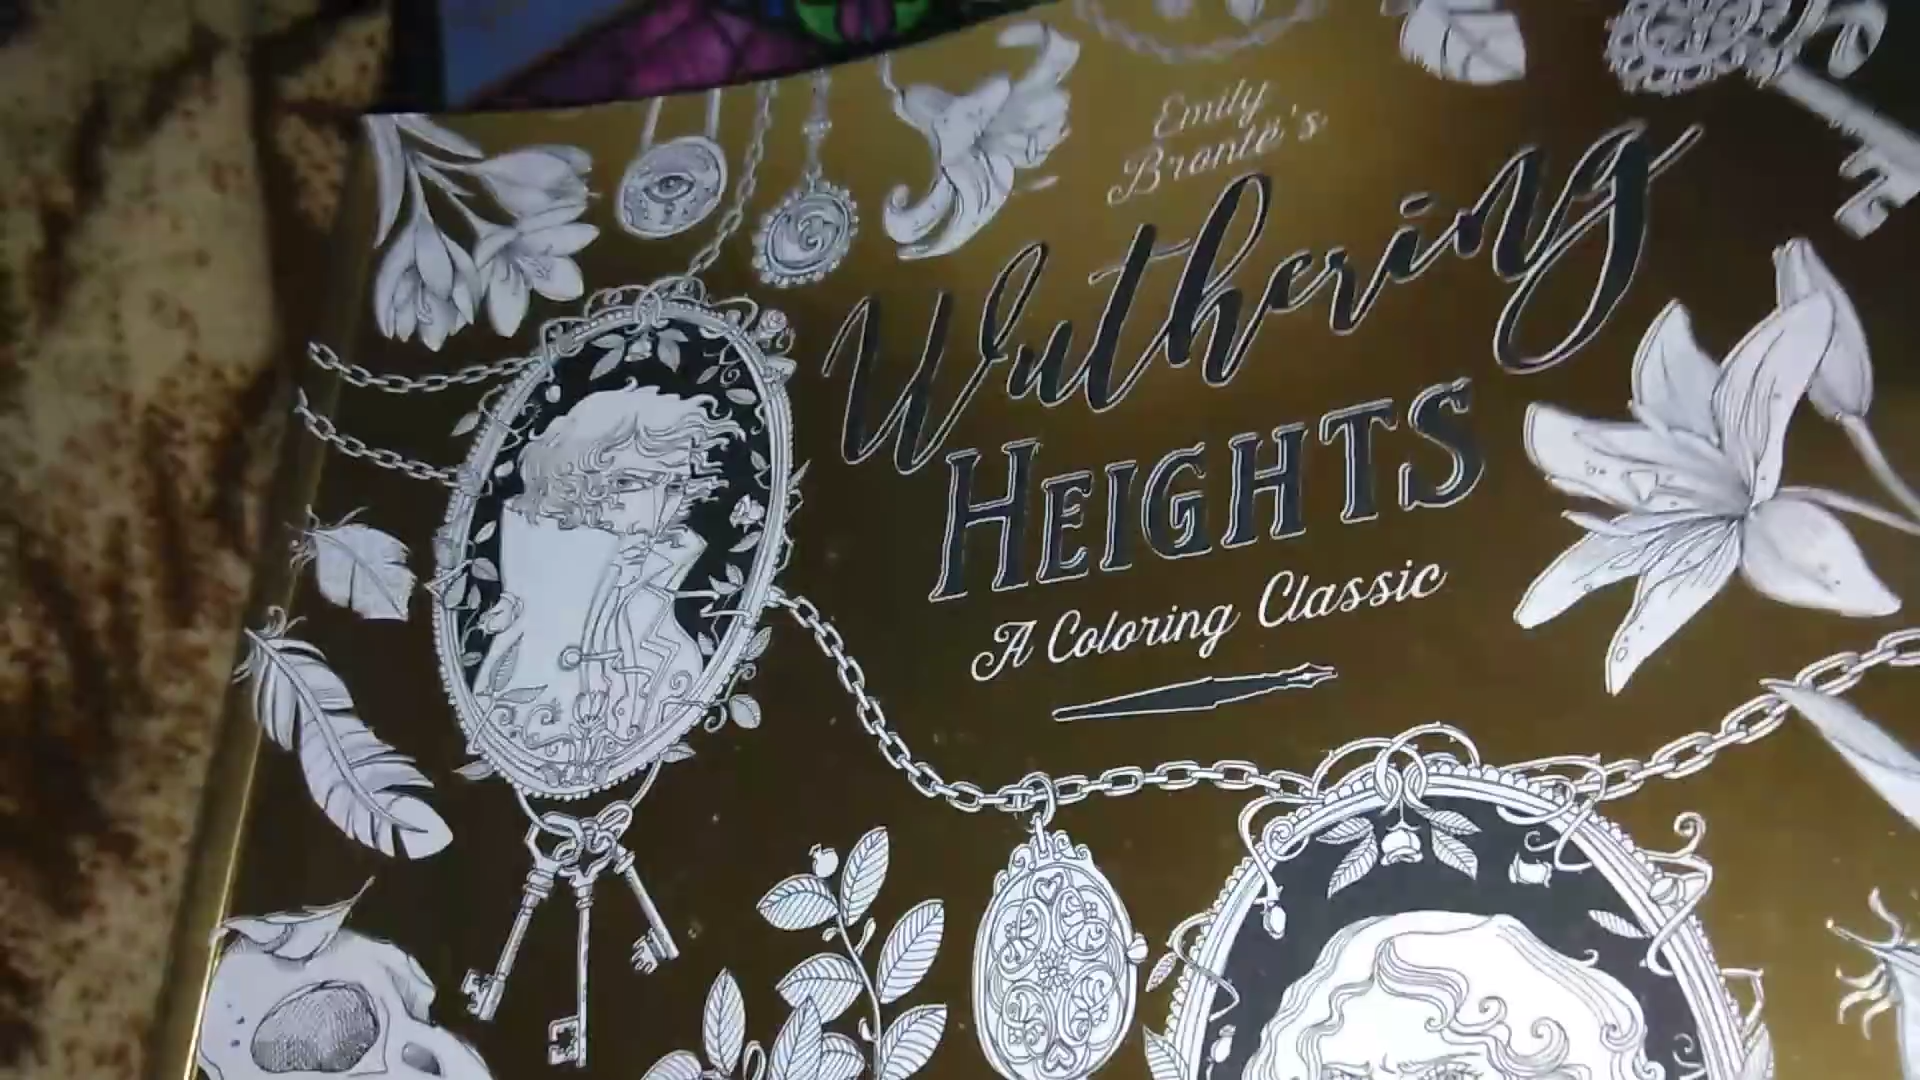 Emily
Brontë's
Wuthering
HEIGHTS
A Coloring Classic